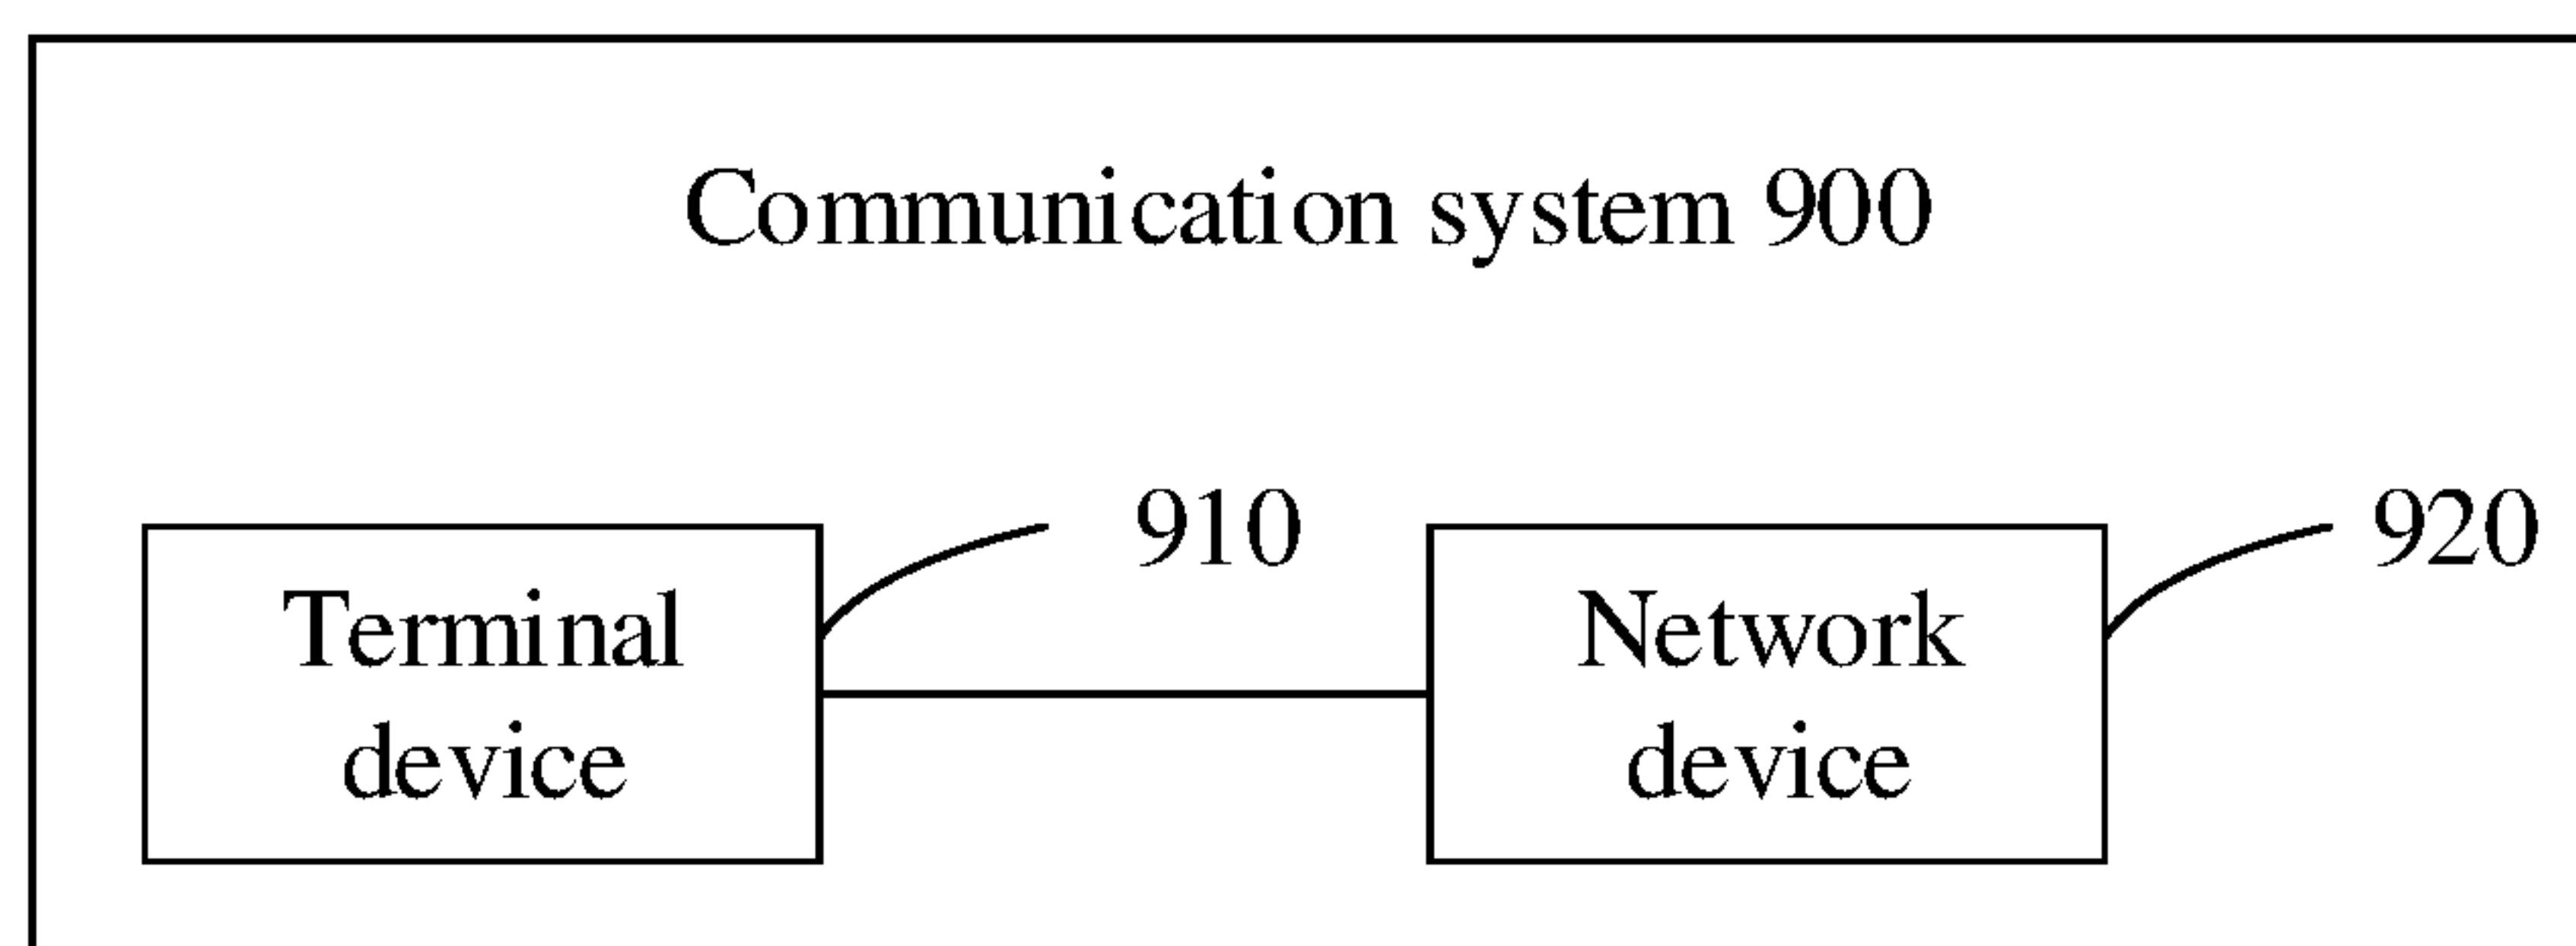 Communication system 900
910
920
Terminal
device
Network
device